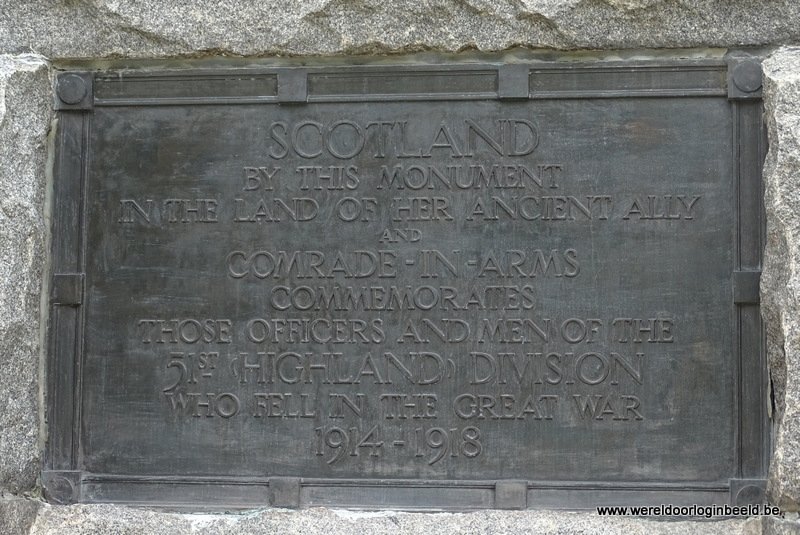 SCOTLAND
BY THIS MONUMENT
IN THE LAND OF HER ANCIENT ALLY
AND
COMRADE-IN-ARMS
COMMEMORATES
THOSE OFFICERS AND MEN OF THE
51ST (HIGHLAND) DIVISION
WHO FELL IN THE GREAT WAR
1914-1918
www.wereldoorloginbeeld.be